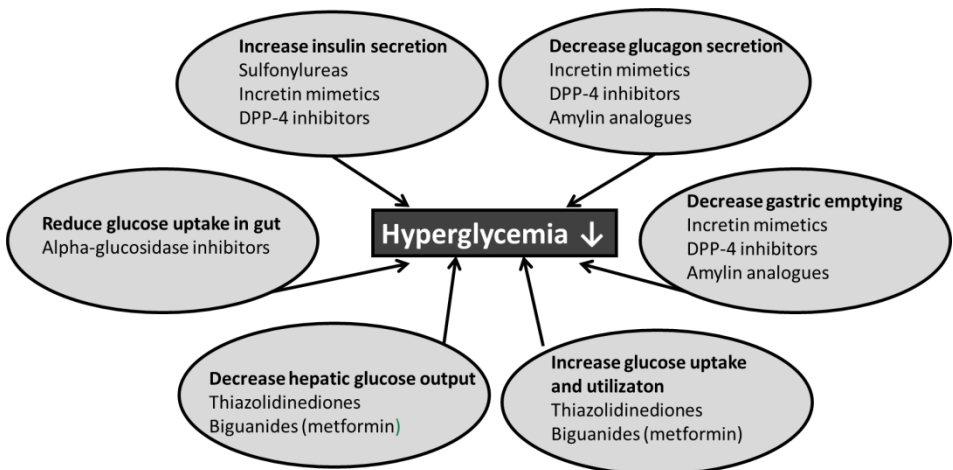 Increase insulin secretion
Sulfonylureas
Incretin mimetics
DPP-4 inhibitors
Decrease glucagon secretion
Incretin mimetics
DPP-4 inhibitors
Amylin analogues
Reduce glucose uptake in gut
Alpha-glucosidase inhibitors
Hyperglycemia ↓
Decrease gastric emptying
Incretin mimetics
DPP-4 inhibitors
Amylin analogues
Decrease hepatic glucose output
Thiazolidinediones
Biguanides (metformin)
Increase glucose uptake
and utilizaton
Thiazolidinediones
Biguanides (metformin)